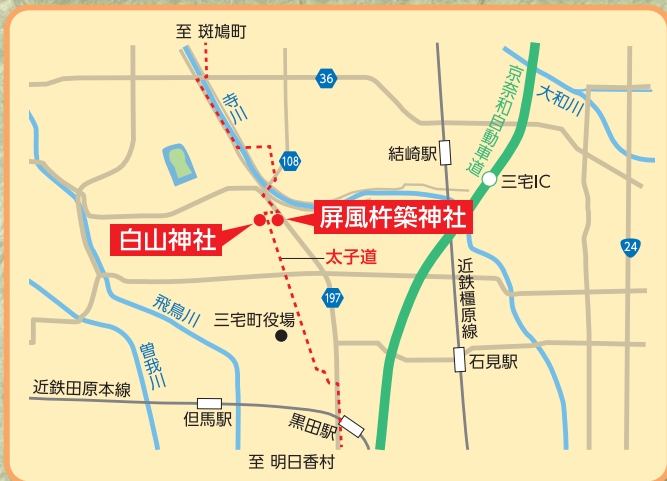 至 斑鳩町
36
寺川
京奈和自動車道
大和川
結崎駅
108
三宅IC
屏風杵築神社
白山神社
24
太子道
近鉄橿原線
197
飛鳥川
三宅町役場
曽我川
石見駅
近鉄田原本線
但馬駅
黒田駅
至 明日香村